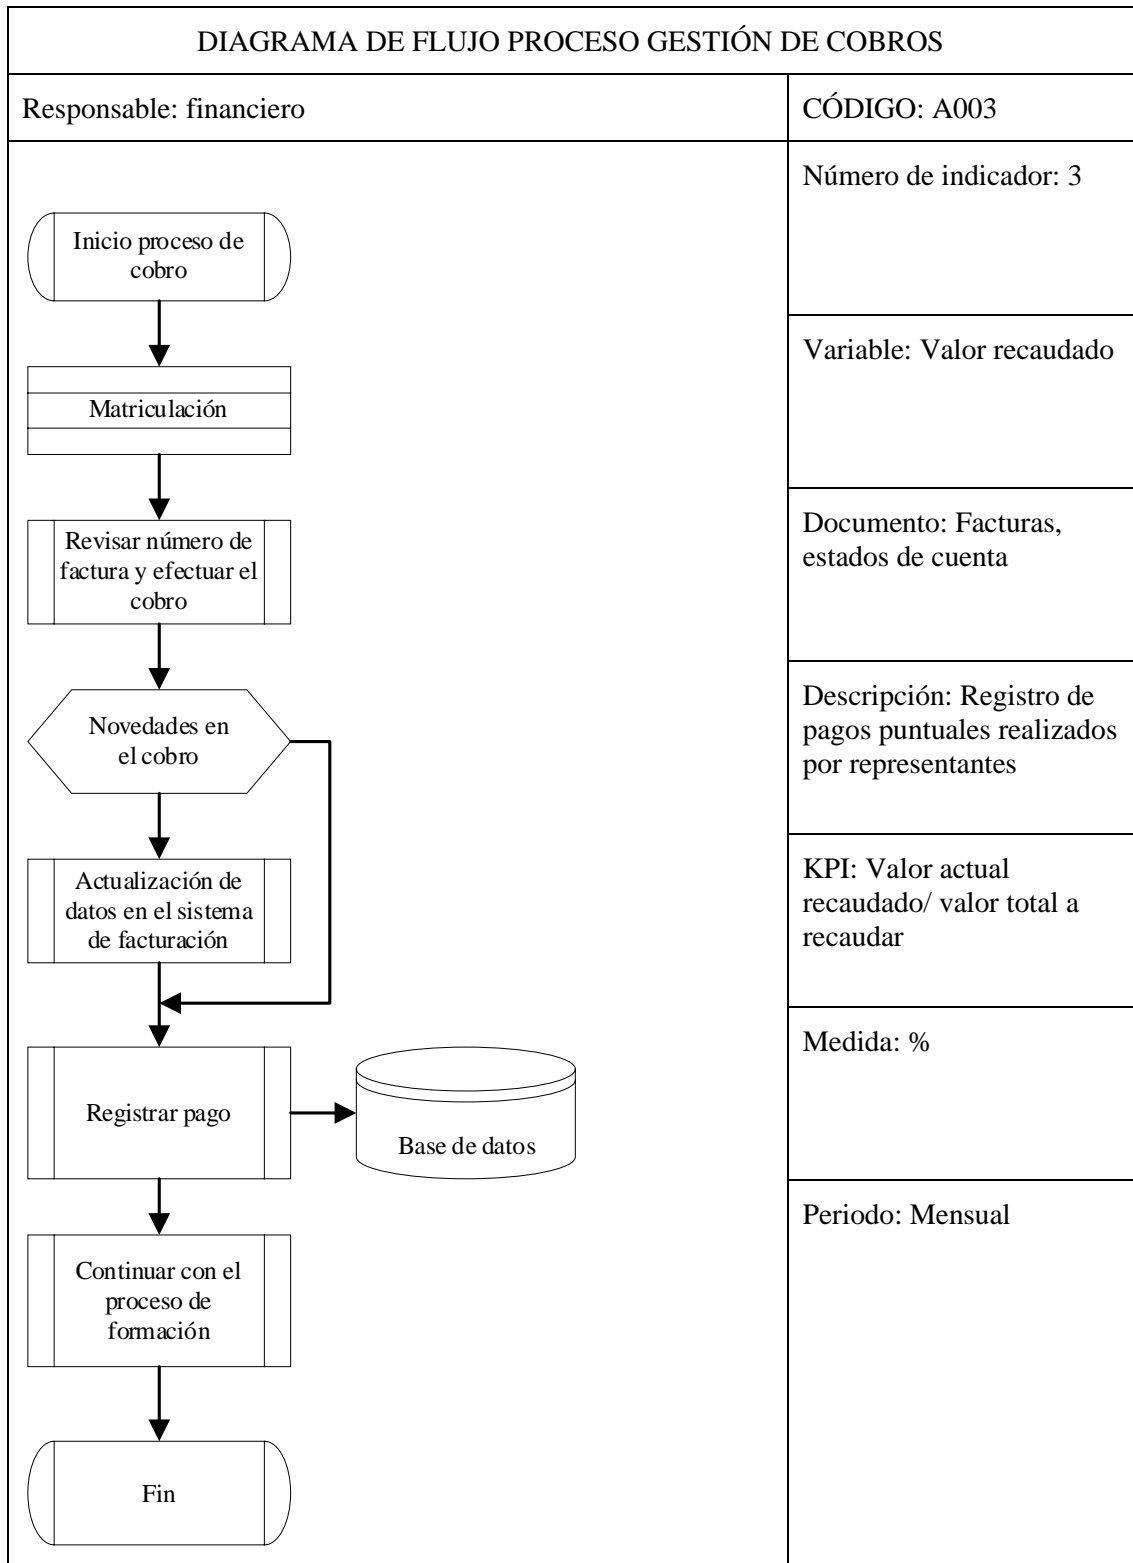 DIAGRAMA DE FLUJO PROCESO GESTIÓN DE COBROS
Responsable: financiero
CÓDIGO: A003
Inicio proceso de
cobro
Matriculación
Revisar número de
factura y efectuar el
cobro
Novedades en
el cobro
Actualización de
datos en el sistema
de facturación
Registrar pago
Base de datos
Continuar con el
proceso de
formación
Fin
Número de indicador: 3
Variable: Valor recaudado
Documento: Facturas,
estados de cuenta
Descripción: Registro de
pagos puntuales realizados
por representantes
KPI: Valor actual
recaudado/ valor total a
recaudar
Medida: %
Periodo: Mensual